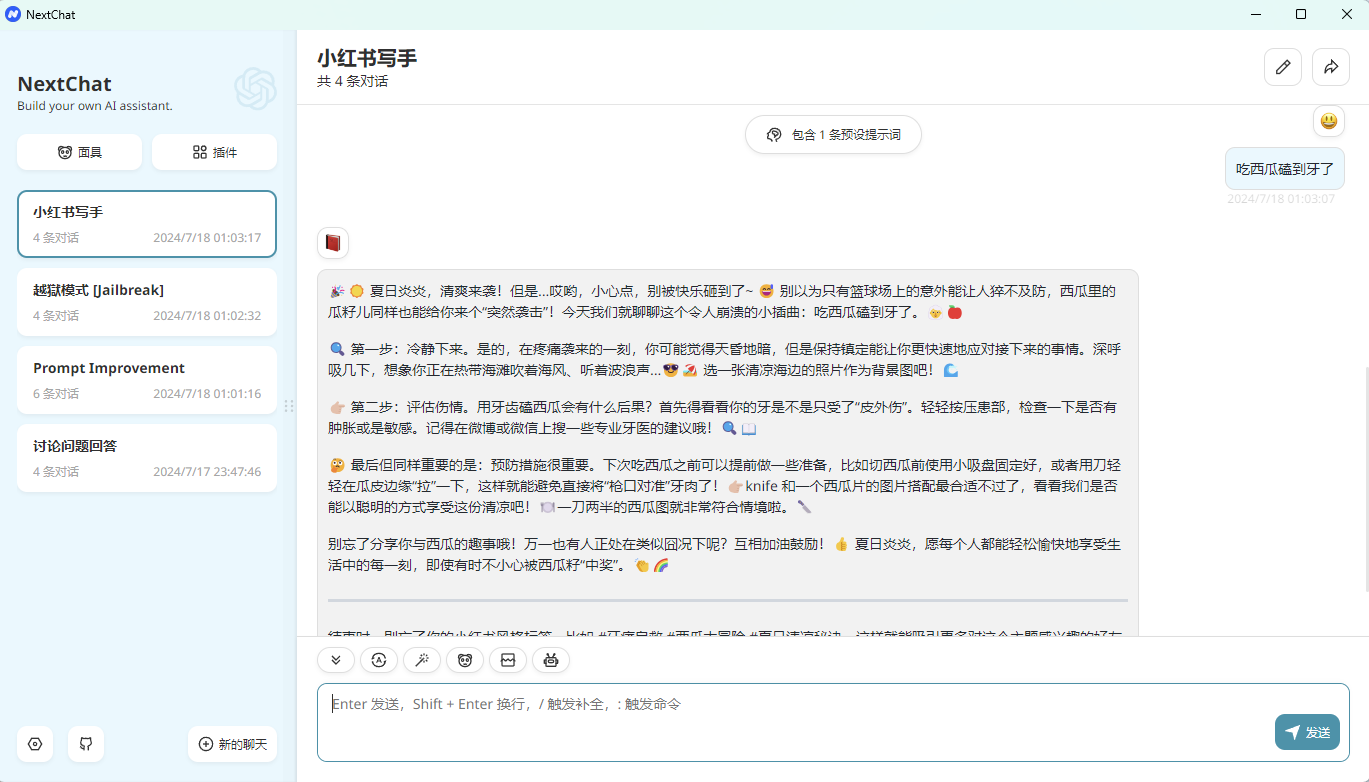 NextChat
NextChat
Build your own AI assistant.
面具
插件
小红书写手
4 条对话
2024/7/18 01:03:17
越狱模式 [Jailbreak]
4 条对话
2024/7/18 01:02:32
Prompt Improvement
6 条对话
2024/7/18 01:01:16
讨论问题回答
4 条对话
2024/7/17 23:47:46
新的聊天
小红书写手
共 4 条对话
包含 1 条预设提示词
吃西瓜磕到牙了
2024/7/18 01:03:07
🎉 🌞 夏日炎炎，清爽来袭！但是...哎哟，小心点，别被快乐砸到了~ 😅 别以为只有篮球场上的意外能让人猝不及防，西瓜里的
瓜籽儿同样也能给你来个“突然袭击”！今天我们就聊聊这个令人崩溃的小插曲：吃西瓜磕到牙了。
🔍 第一步：冷静下来。是的，在疼痛袭来的一刻，你可能觉得天昏地暗，但是保持镇定能让你更快速地应对接下来的事情。深呼
吸几下，想象你正在热带海滩吹着海风、听着波浪声...😎 🏖 选一张清凉海边的照片作为背景图吧！🌊
👉🏼 第二步：评估伤情。用牙齿磕西瓜会有什么后果？首先得看看你的牙是不是只受了“皮外伤”。轻轻按压患部，检查一下是否有
肿胀或是敏感。记得在微博或微信上搜一些专业牙医的建议哦！🔍 📖
🤔 最后但同样重要的是：预防措施很重要。下次吃西瓜之前可以提前做一些准备，比如切西瓜前使用小吸盘固定好，或者用刀轻
轻在瓜皮边缘“拉”一下，这样就能避免直接将“枪口对准”牙肉了！👉🏼knife 和一个西瓜片的图片搭配最合适不过了，看看我们是否
能以聪明的方式享受这份清凉吧！🍽️一刀两半的西瓜图就非常符合情境啦。🔪
别忘了分享你与西瓜的趣事哦！万一也有人正处在类似囧况下呢？互相加油鼓励！👍 夏日炎炎，愿每个人都能轻松愉快地享受生
活中的每一刻，即使有时不小心被西瓜籽“中奖”。👏 🌈
Enter 发送，Shift + Enter 换行，/ 触发补全，: 触发命令
发送